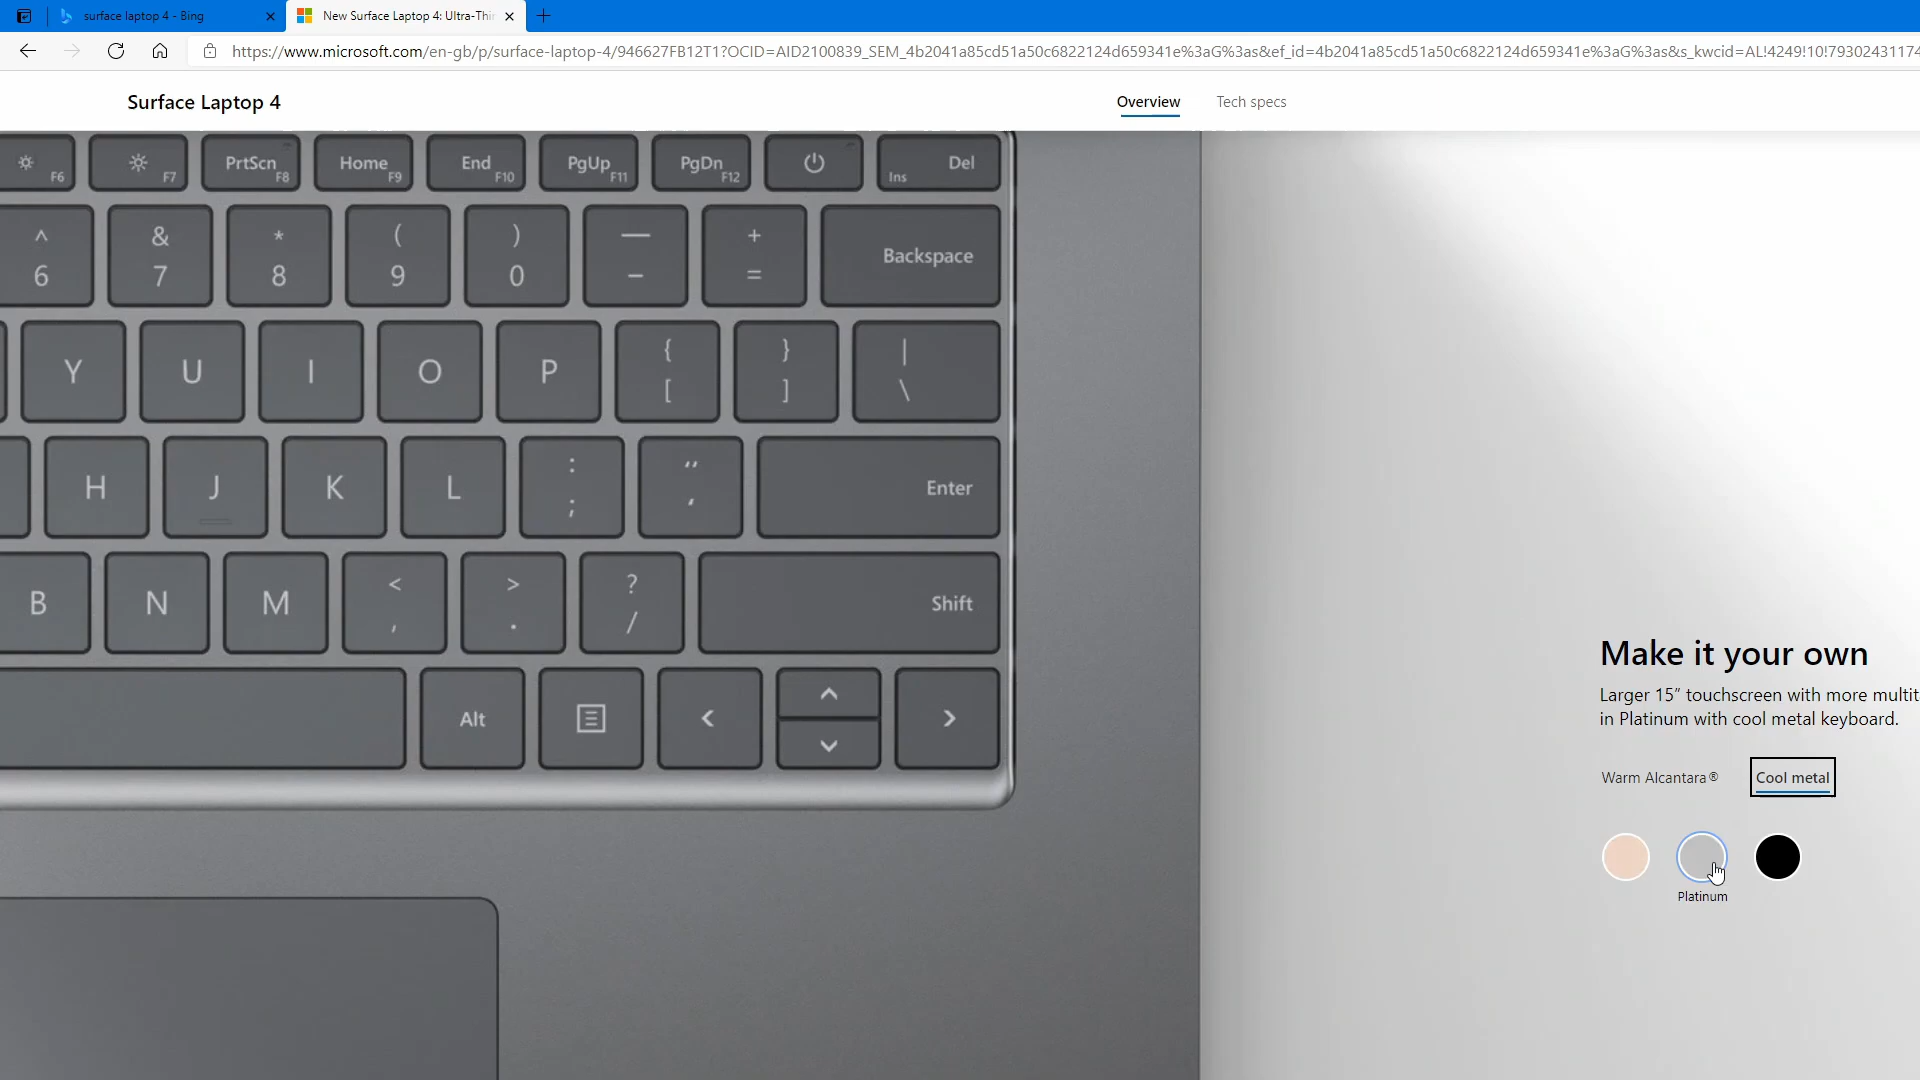 surface laptop 4 - Bing
New Surface Laptop 4: Ultra-Thi
https://www.microsoft.com/en-gb/p/surface-laptop-4/946627FB12T1?OCID=AID2100839_SEM_4b2041a85cd51a50c6822124d659341e%3aG%3as&ef_id=4b2041a85cd51a50c6822124d659341e%3aG%3as&s_kwcid=AL!4249!10!79302431174
Surface Laptop 4
Overview
Tech specs
F6 F7 PrtScn F8 Home F9 End F10 PgUp F11 PgDn F12 Ins Del
^ 6 & 7 * 8 ( 9 ) 0 — - + = Backspace
Y U I O P { [ } ] | \
H J K L : ; “ ‘ Enter
B N M < , > . ? / Shift
Alt
Make it your own
Larger 15” touchscreen with more multit
in Platinum with cool metal keyboard.
Warm Alcantara®
Cool metal
Platinum